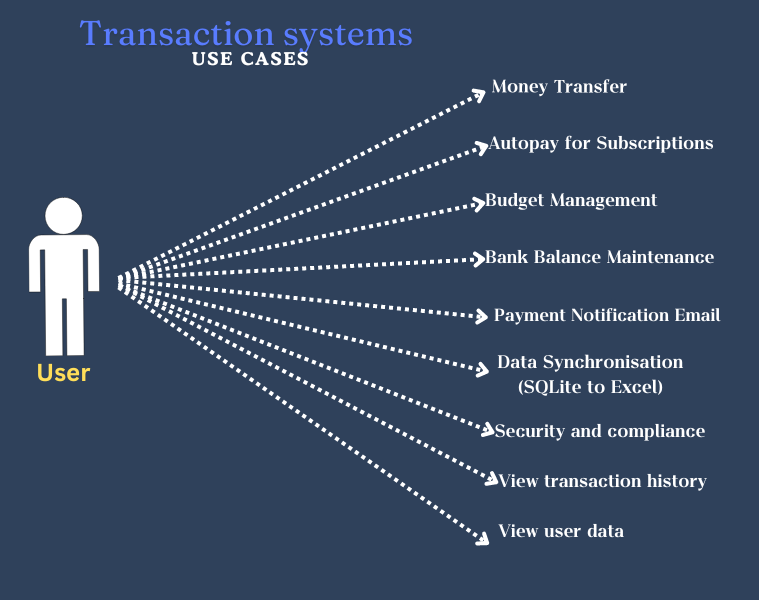 Transaction systems
USE CASES
Money Transfer
Autopay for Subscriptions
Budget Management
Bank Balance Maintenance
Payment Notification Email
Data Synchronisation
(SQLite to Excel)
Security and compliance
View transaction history
View user data
User